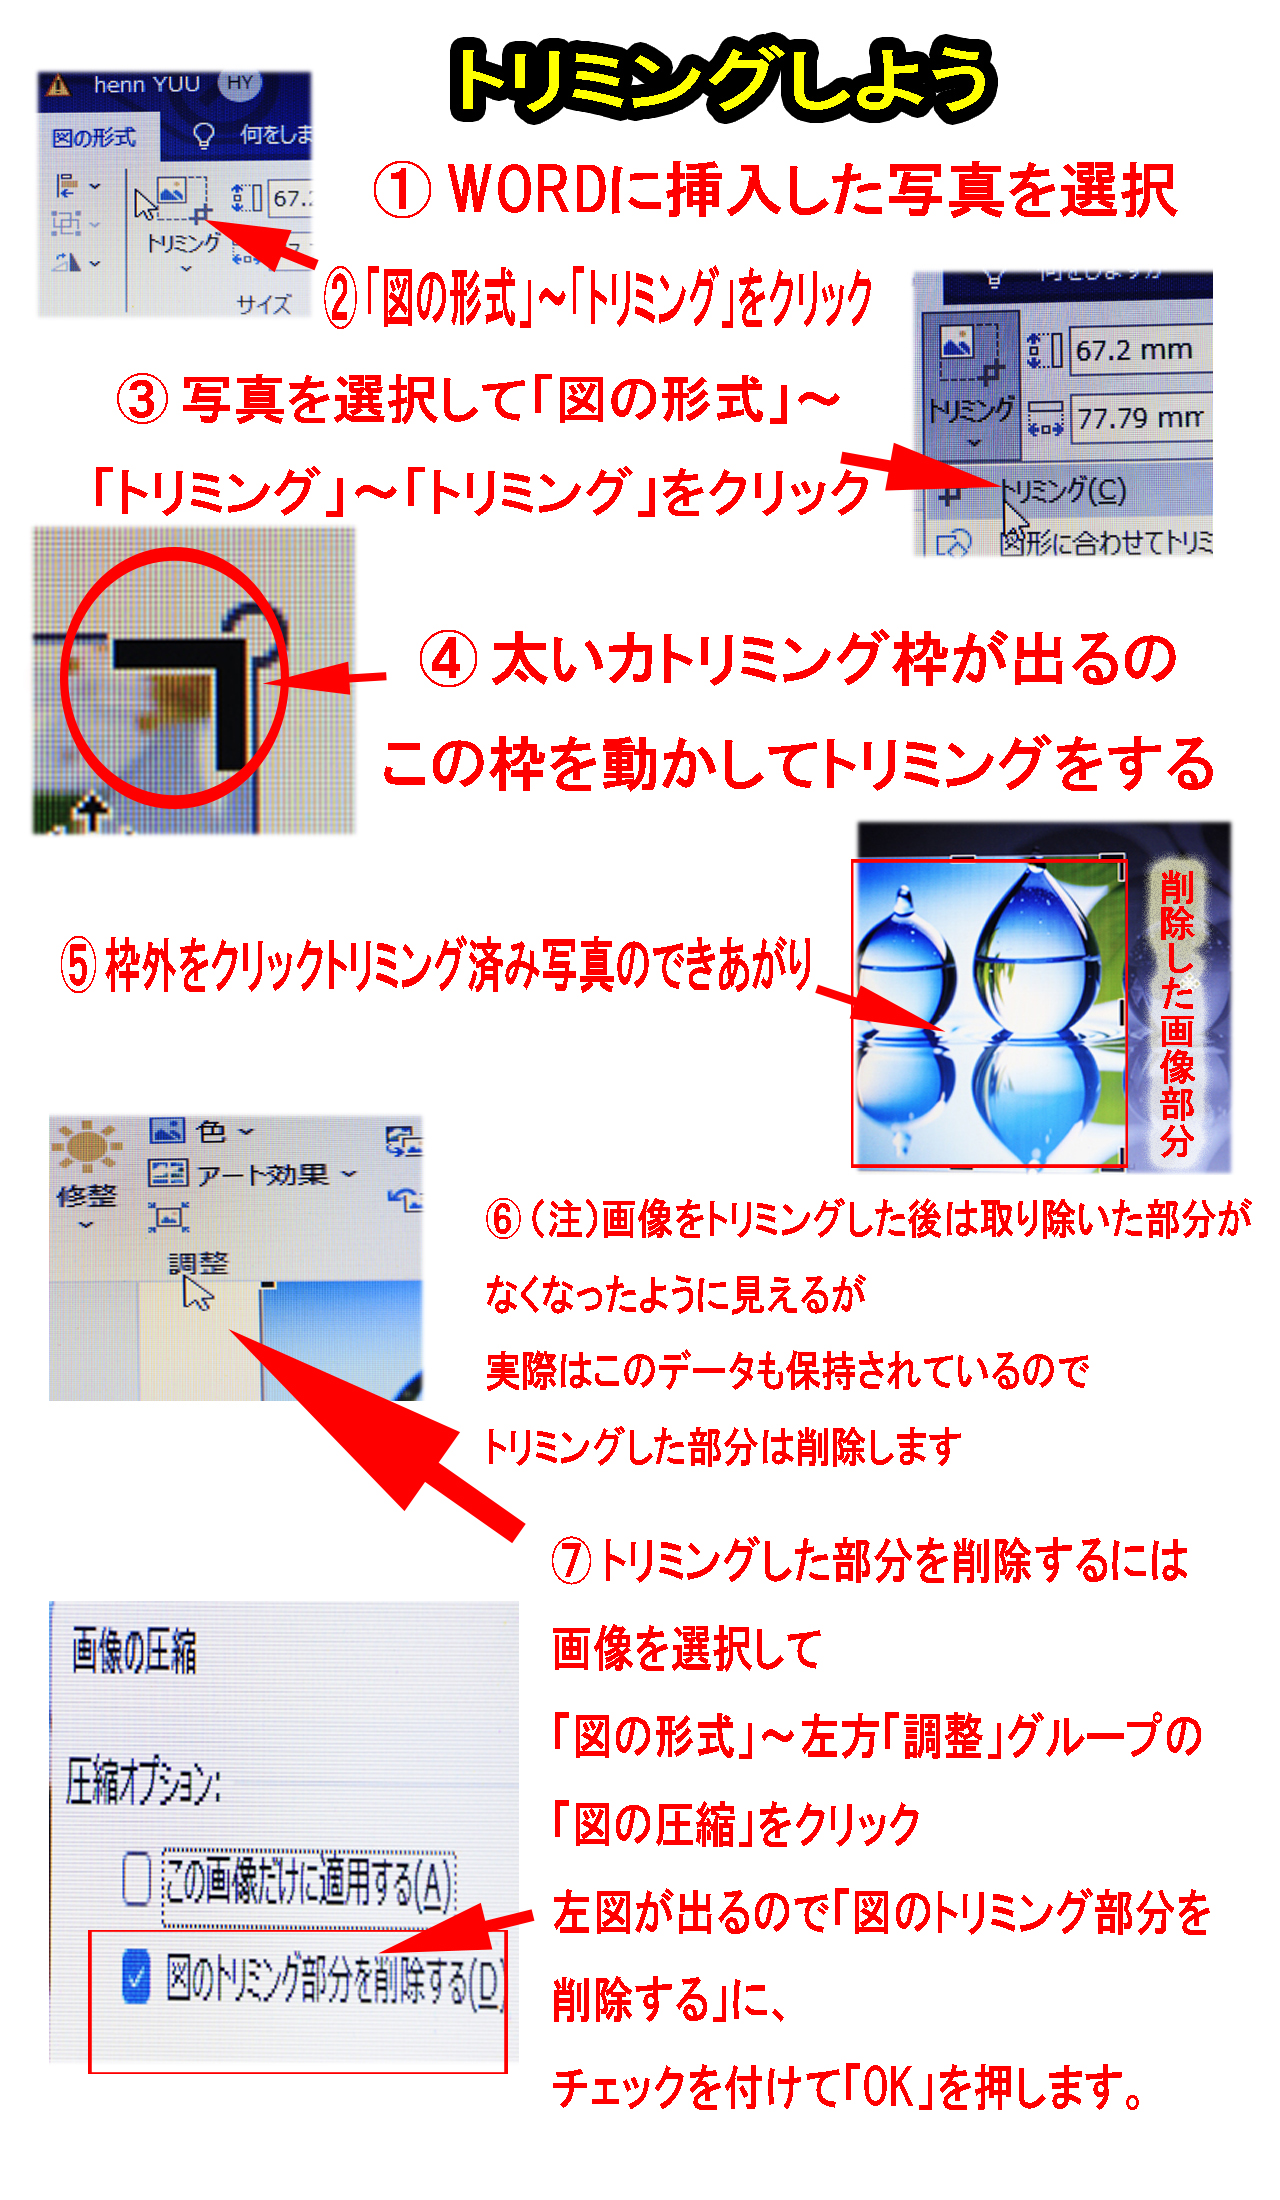 トリミングしよう
henn YUU HY
図の形式 何をしま
67.
トリミング
サイズ
① WORDに挿入した写真を選択
②「図の形式」～「トリミング」をクリック
67.2 mm
トリミング
77.79 mm
トリミング(C)
図形に合わせてトリミ
③ 写真を選択して「図の形式」～
「トリミング」～「トリミング」をクリック
④ 太い力トリミング枠が出るの
この枠を動かしてトリミングをする
⑤ 枠外をクリックトリミング済み写真のできあがり
削除した画像部分
色
アート効果
修整
調整
⑥（注）画像をトリミングした後は取り除いた部分が
なくなったように見えるが
実際はこのデータも保持されているので
トリミングした部分は削除します
⑦ トリミングした部分を削除するには
画像を選択して
「図の形式」～左方「調整」グループの
「図の圧縮」をクリック
左図が出るので「図のトリミング部分を
削除する」に、
チェックを付けて「OK」を押します。
画像の圧縮
圧縮オプション:
この画像だけに適用する(A)
図のトリミング部分を削除する(D)